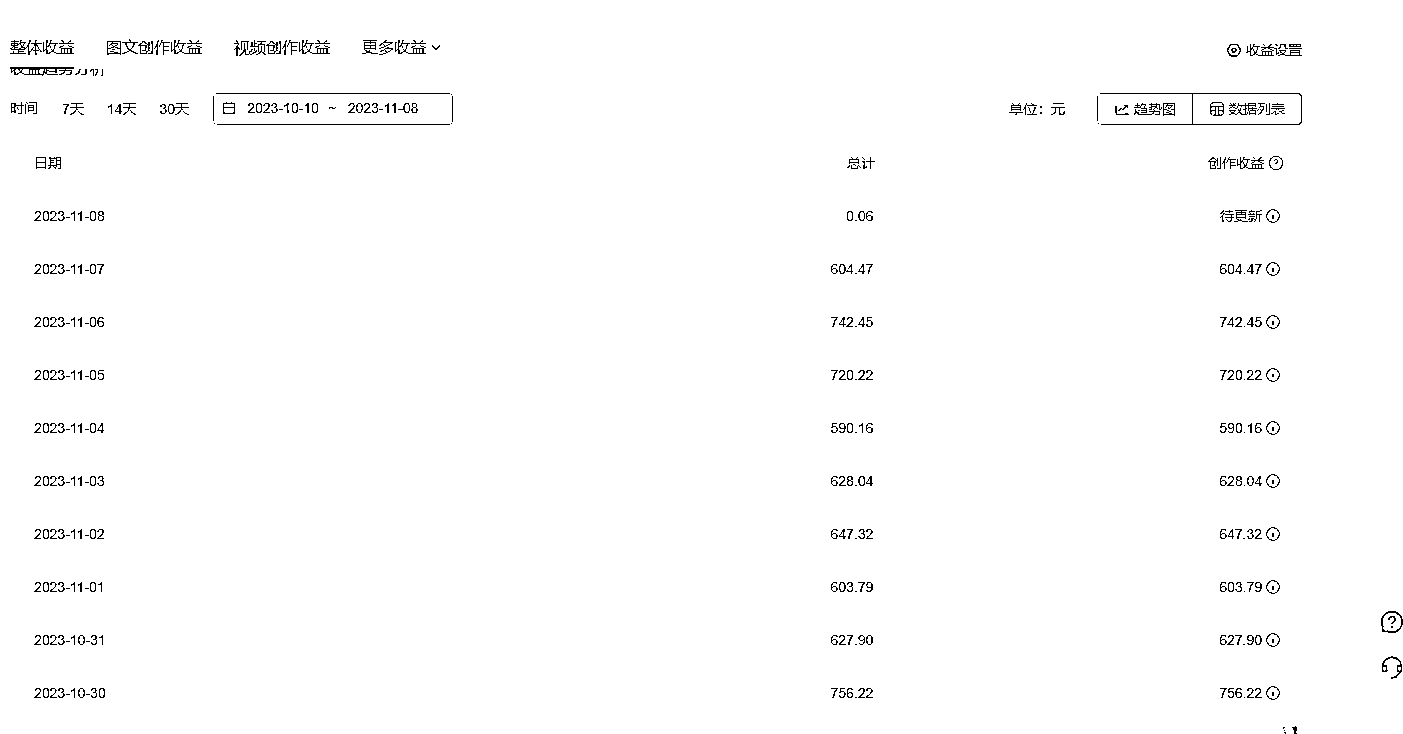 整体收益 图文创作收益 视频创作收益 更多收益 收益设置
收益趋势分析
时间 7天 14天 30天 2023-10-10 ~ 2023-11-08 单位：元 趋势图 数据列表
日期 总计 创作收益
2023-11-08 0.06 待更新
2023-11-07 604.47 604.47
2023-11-06 742.45 742.45
2023-11-05 720.22 720.22
2023-11-04 590.16 590.16
2023-11-03 628.04 628.04
2023-11-02 647.32 647.32
2023-11-01 603.79 603.79
2023-10-31 627.90 627.90
2023-10-30 756.22 756.22